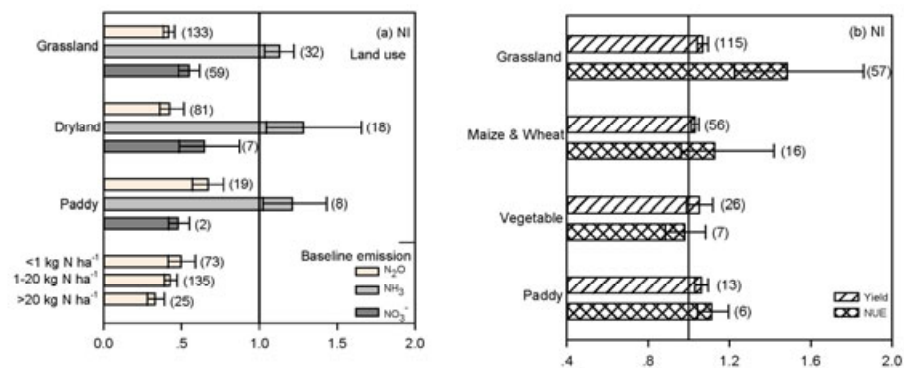 (a) NI
Land use
Grassland
(133)
(32)
(59)
Dryland
(81)
(18)
(7)
Paddy
(19)
(8)
(2)
Baseline emission
<1 kg N ha⁻¹
(73)
1-20 kg N ha⁻¹
(135)
>20 kg N ha⁻¹
(25)
N₂O
NH₃
NO₃⁻
0.0 .5 1.0 1.5 2.0
(b) NI
Grassland
(115)
(57)
Maize & Wheat
(56)
(16)
Vegetable
(26)
(7)
Paddy
(13)
(6)
Yield
NUE
.4 .8 1.2 1.6 2.0